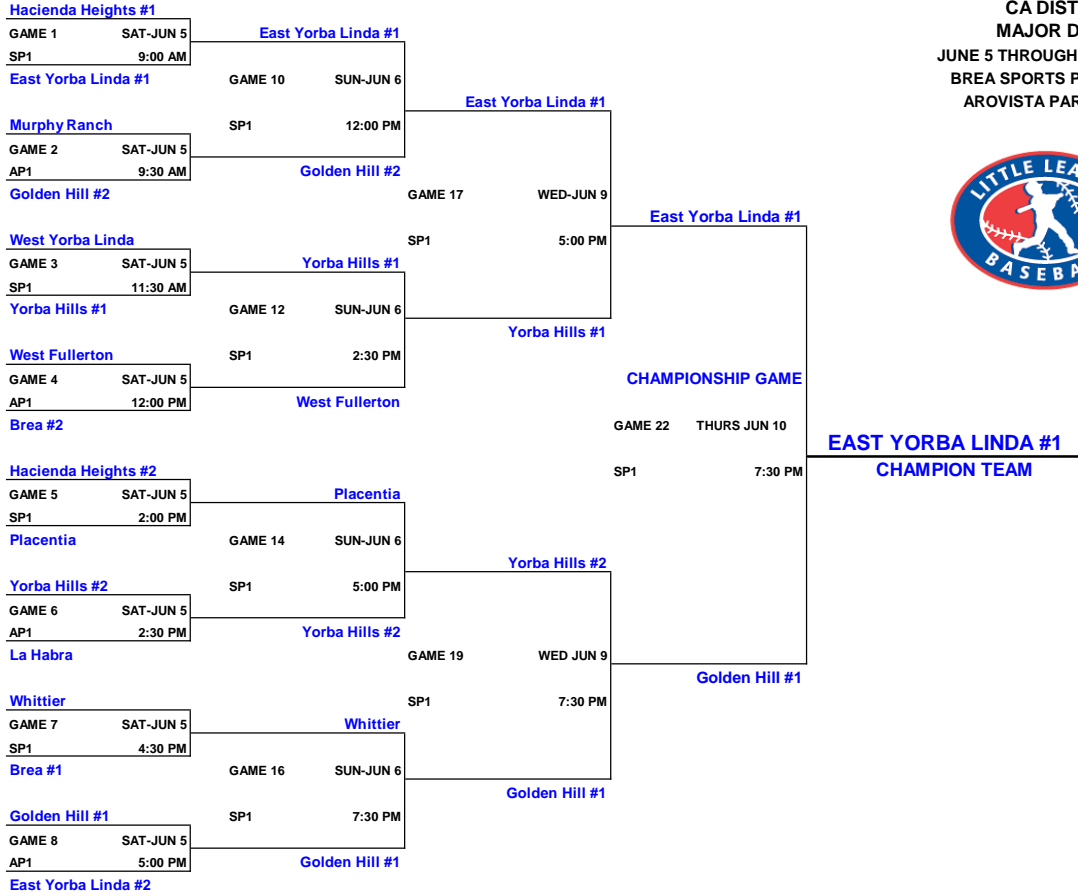 Hacienda Heights #1
GAME 1 SAT-JUN 5
SP1 9:00 AM
East Yorba Linda #1
Murphy Ranch
GAME 2 SAT-JUN 5
AP1 9:30 AM
Golden Hill #2
West Yorba Linda
GAME 3 SAT-JUN 5
SP1 11:30 AM
Yorba Hills #1
West Fullerton
GAME 4 SAT-JUN 5
AP1 12:00 PM
Brea #2
Hacienda Heights #2
GAME 5 SAT-JUN 5
SP1 2:00 PM
Placentia
Yorba Hills #2
GAME 6 SAT-JUN 5
AP1 2:30 PM
La Habra
Whittier
GAME 7 SAT-JUN 5
SP1 4:30 PM
Brea #1
Golden Hill #1
GAME 8 SAT-JUN 5
AP1 5:00 PM
East Yorba Linda #2
East Yorba Linda #1
GAME 10 SUN-JUN 6
SP1 12:00 PM
Golden Hill #2
Yorba Hills #1
GAME 12 SUN-JUN 6
SP1 2:30 PM
West Fullerton
Placentia
GAME 14 SUN-JUN 6
SP1 5:00 PM
Yorba Hills #2
Whittier
GAME 16 SUN-JUN 6
SP1 7:30 PM
Golden Hill #1
East Yorba Linda #1
GAME 17 WED-JUN 9
SP1 5:00 PM
Yorba Hills #1
Yorba Hills #2
GAME 19 WED JUN 9
SP1 7:30 PM
Golden Hill #1
East Yorba Linda #1
CHAMPIONSHIP GAME
GAME 22 THURS JUN 10
SP1 7:30 PM
Golden Hill #1
EAST YORBA LINDA #1
CHAMPION TEAM
CA DIST
MAJOR D
JUNE 5 THROUGH
BREA SPORTS P
AROVISTA PAR
LITTLE LEA
BASEBA